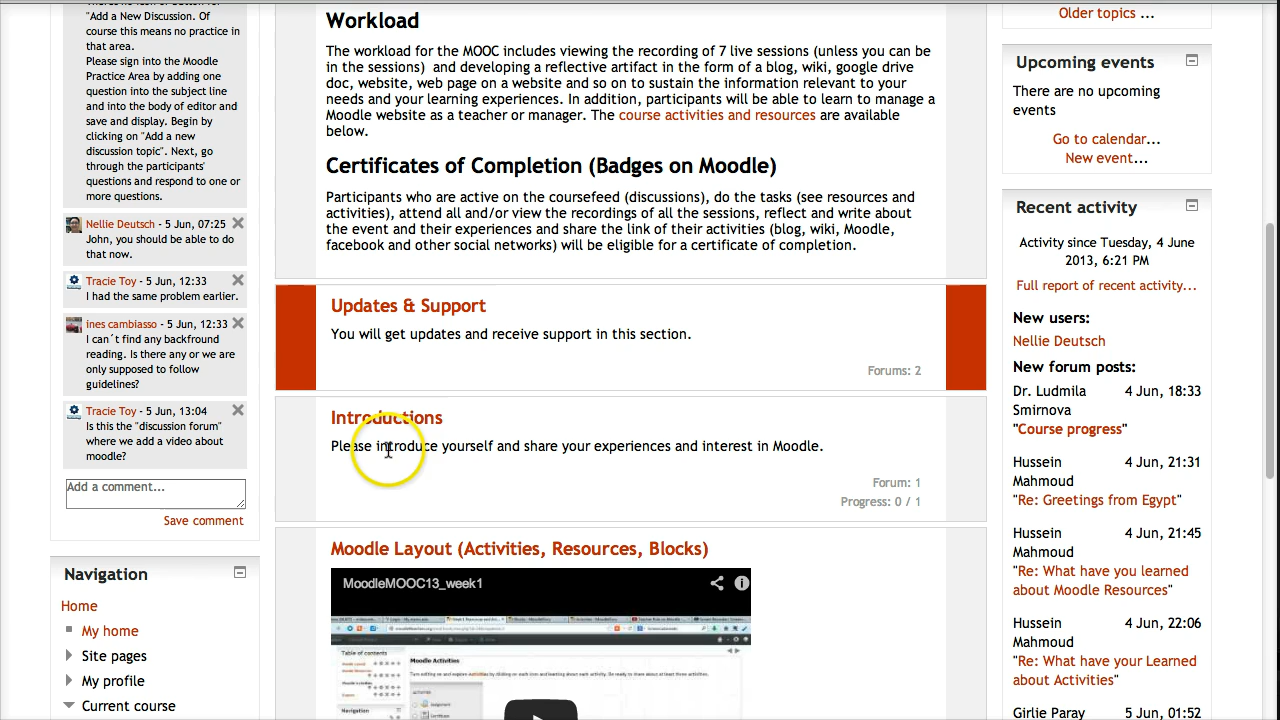 There's no icon or button for
"Add a New Discussion. Of
course this means no practice in
that area.
Please sign into the Moodle
Practice Area by adding one
question into the subject line
and into the body of editor and
save and display. Begin by
clicking on "Add a new
discussion topic". Next, go
through the participants'
questions and respond to one or
more questions.
Nellie Deutsch - 5 Jun, 07:25
John, you should be able to do
that now.
Tracie Toy - 5 Jun, 12:33
I had the same problem earlier.
ines cambiasso - 5 Jun, 12:33
I can´t find any backfround
reading. Is there any or we are
only supposed to follow
guidelines?
Tracie Toy - 5 Jun, 13:04
Is this the "discussion forum"
where we add a video about
moodle?
Add a comment...
Save comment
Navigation
Home
My home
Site pages
My profile
Current course
Workload
The workload for the MOOC includes viewing the recording of 7 live sessions (unless you can be
in the sessions)  and developing a reflective artifact in the form of a blog, wiki, google drive
doc, website, web page on a website and so on to sustain the information relevant to your
needs and your learning experiences. In addition, participants will be able to learn to manage a
Moodle website as a teacher or manager. The course activities and resources are available
below.
Certificates of Completion (Badges on Moodle)
Participants who are active on the coursefeed (discussions), do the tasks (see resources and
activities), attend all and/or view the recordings of all the sessions, reflect and write about
the event and their experiences and share the link of their activities (blog, wiki, Moodle,
facebook and other social networks) will be eligible for a certificate of completion.
Updates & Support
You will get updates and receive support in this section.
Forums: 2
Introductions
Please introduce yourself and share your experiences and interest in Moodle.
Forum: 1
Progress: 0 / 1
Moodle Layout (Activities, Resources, Blocks)
MoodleMOOC13_week1
Table of contents
Moodle Activities
Navigation
Older topics ...
Upcoming events
There are no upcoming
events
Go to calendar...
New event...
Recent activity
Activity since Tuesday, 4 June
2013, 6:21 PM
Full report of recent activity...
New users:
Nellie Deutsch
New forum posts:
Dr. Ludmila Smirnova 4 Jun, 18:33
"Course progress"
Hussein Mahmoud 4 Jun, 21:31
"Re: Greetings from Egypt"
Hussein Mahmoud 4 Jun, 21:45
"Re: What have you learned
about Moodle Resources"
Hussein Mahmoud 4 Jun, 22:06
"Re: What have your Learned
about Activities"
Girlie Paray 5 Jun, 01:52